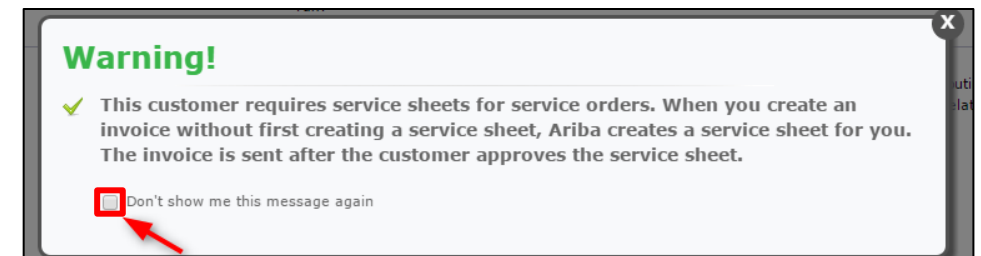 Warning!
This customer requires service sheets for service orders. When you create an
invoice without first creating a service sheet, Ariba creates a service sheet for you.
The invoice is sent after the customer approves the service sheet.
Don't show me this message again